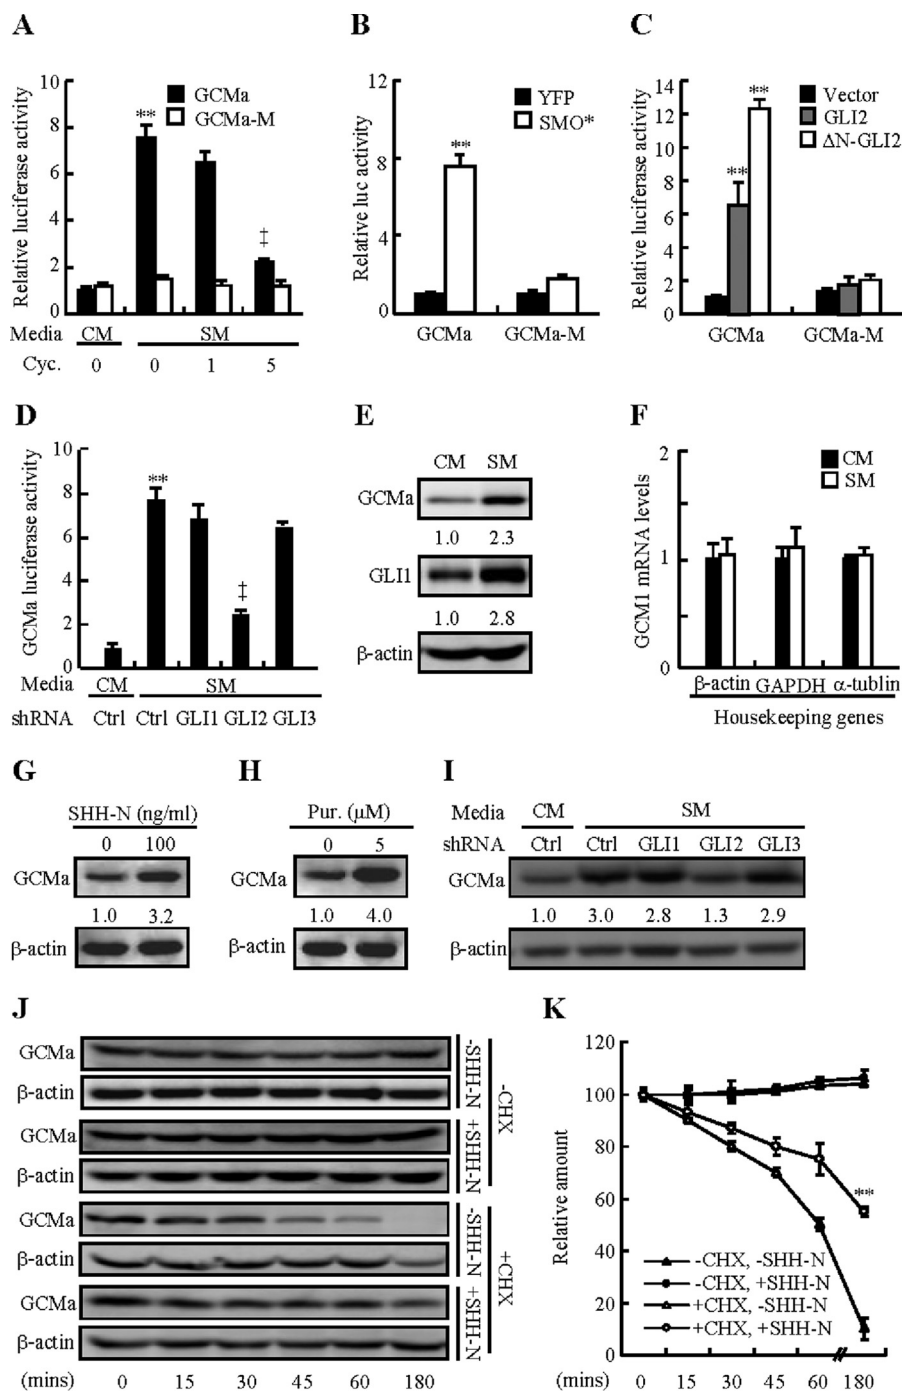 A
Relative luciferase activity
10
8
6
4
2
0
**
‡
GCMa
GCMa-M
Media CM SM
Cyc. 0 0 1 5
B
Relative luc activity
12
8
4
0
**
YFP
SMO*
GCMa GCMa-M
C
Relative luciferase activity
14
12
10
8
6
4
2
0
**
**
Vector
GLI2
ΔN-GLI2
GCMa GCMa-M
D
GCMa luciferase activity
10
8
6
4
2
0
**
‡
Media CM SM
shRNA Ctrl Ctrl GLI1 GLI2 GLI3
E
CM SM
GCMa
1.0 2.3
GLI1
1.0 2.8
β-actin
F
GCM1 mRNA levels
2
1
0
CM
SM
β-actin GAPDH α-tublin
Housekeeping genes
G
SHH-N (ng/ml)
0 100
GCMa
1.0 3.2
β-actin
H
Pur. (μM)
0 5
GCMa
1.0 4.0
β-actin
I
Media CM SM
shRNA Ctrl Ctrl GLI1 GLI2 GLI3
GCMa
1.0 3.0 2.8 1.3 2.9
β-actin
J
GCMa
β-actin
-SHH-N
GCMa
β-actin
+SHH-N
-CHX
GCMa
β-actin
-SHH-N
GCMa
β-actin
+SHH-N
+CHX
(mins) 0 15 30 45 60 180
K
Relative amount
120
100
80
60
40
20
0
**
-CHX, -SHH-N
-CHX, +SHH-N
+CHX, -SHH-N
+CHX, +SHH-N
(mins) 0 15 30 45 60 180